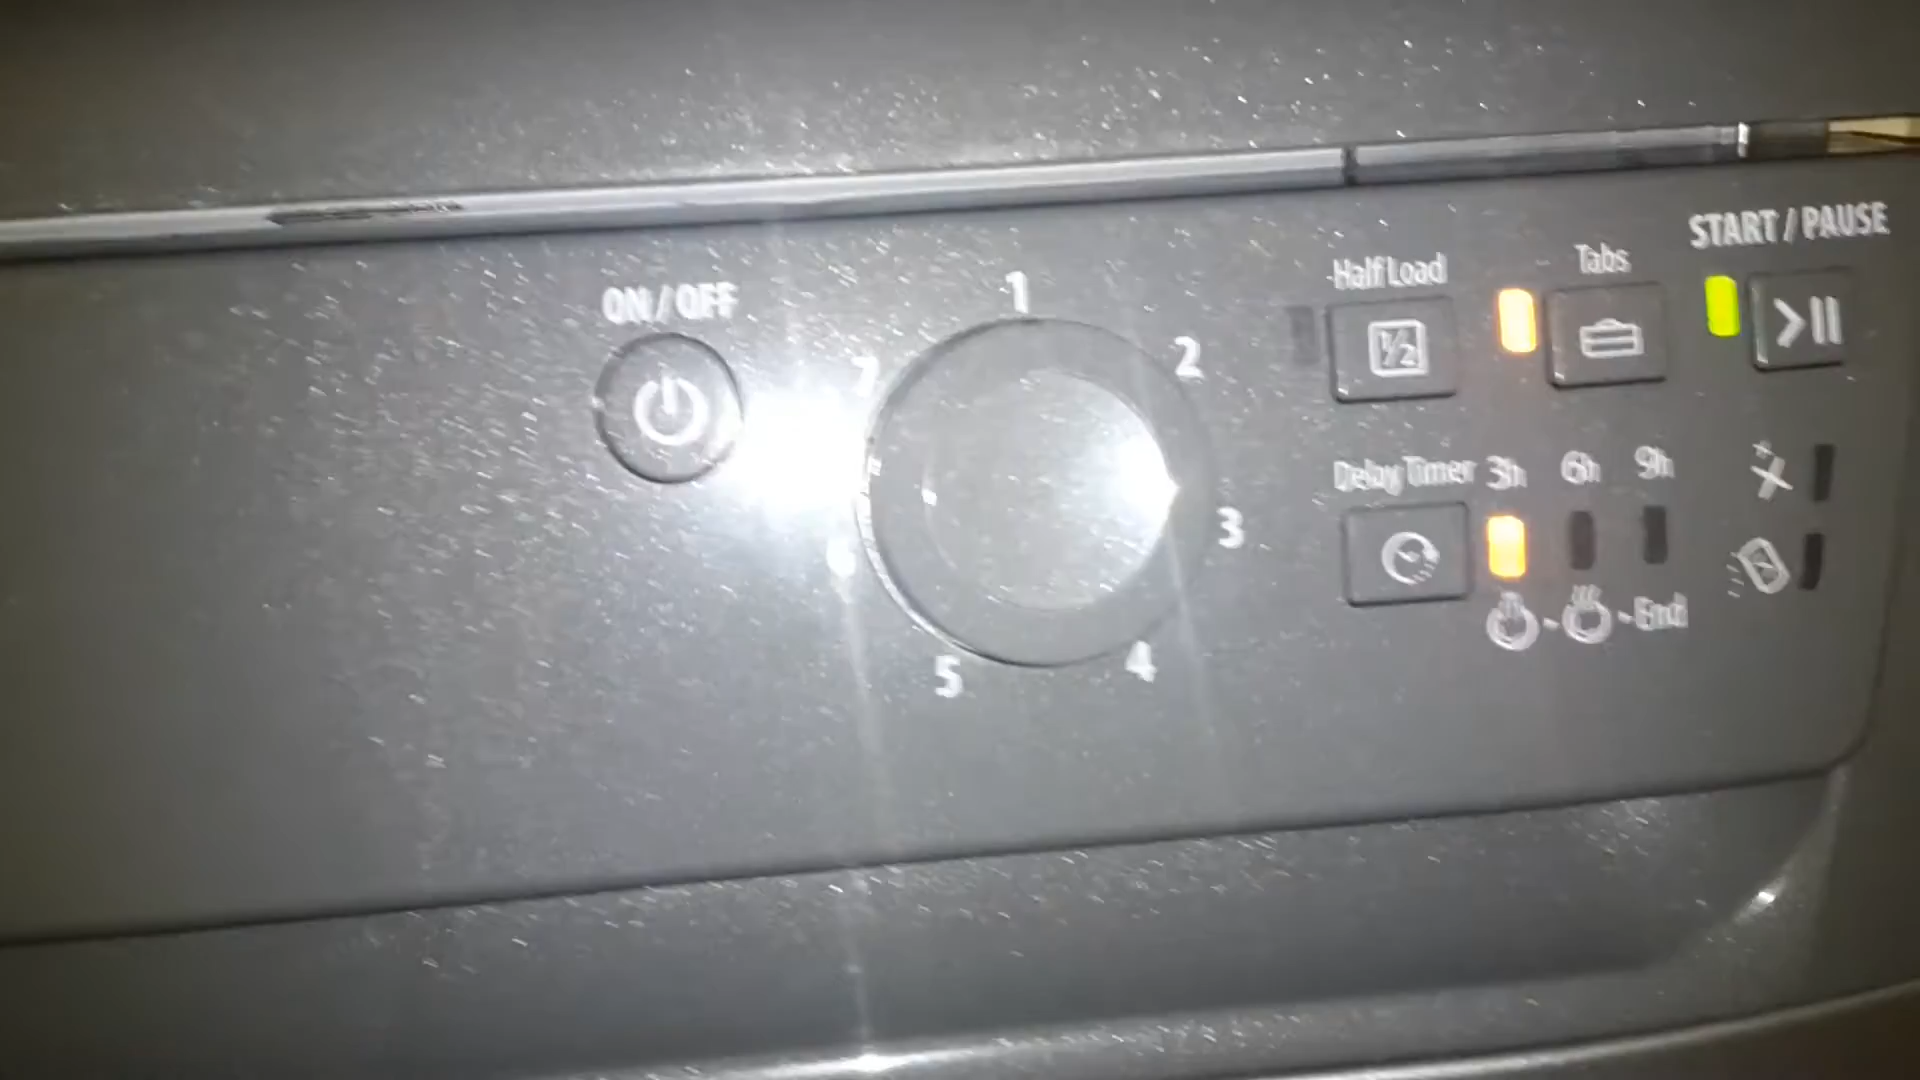 START / PAUSE
Half Load
Tabs
ON / OFF
1
2
3
4
5
6
7
1/2
Delay Timer 3h 6h 9h
- - End